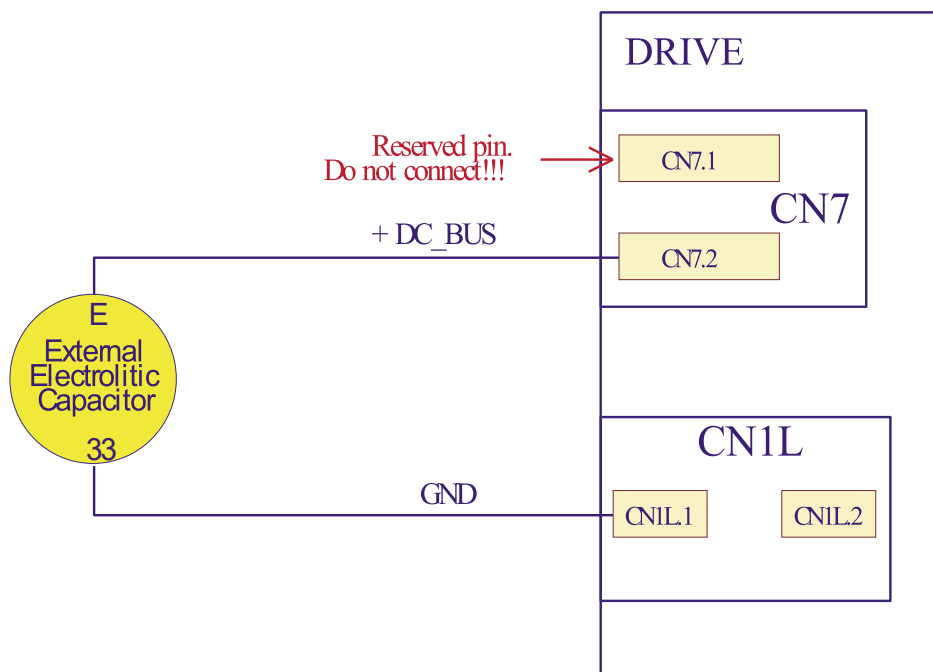 DRIVE
Reserved pin.
Do not connect!!!
CN7.1
CN7
+ DC_BUS
CN7.2
E
External
Electrolitic
Capacitor
33
CN1L
GND
CN1L.1
CN1L.2